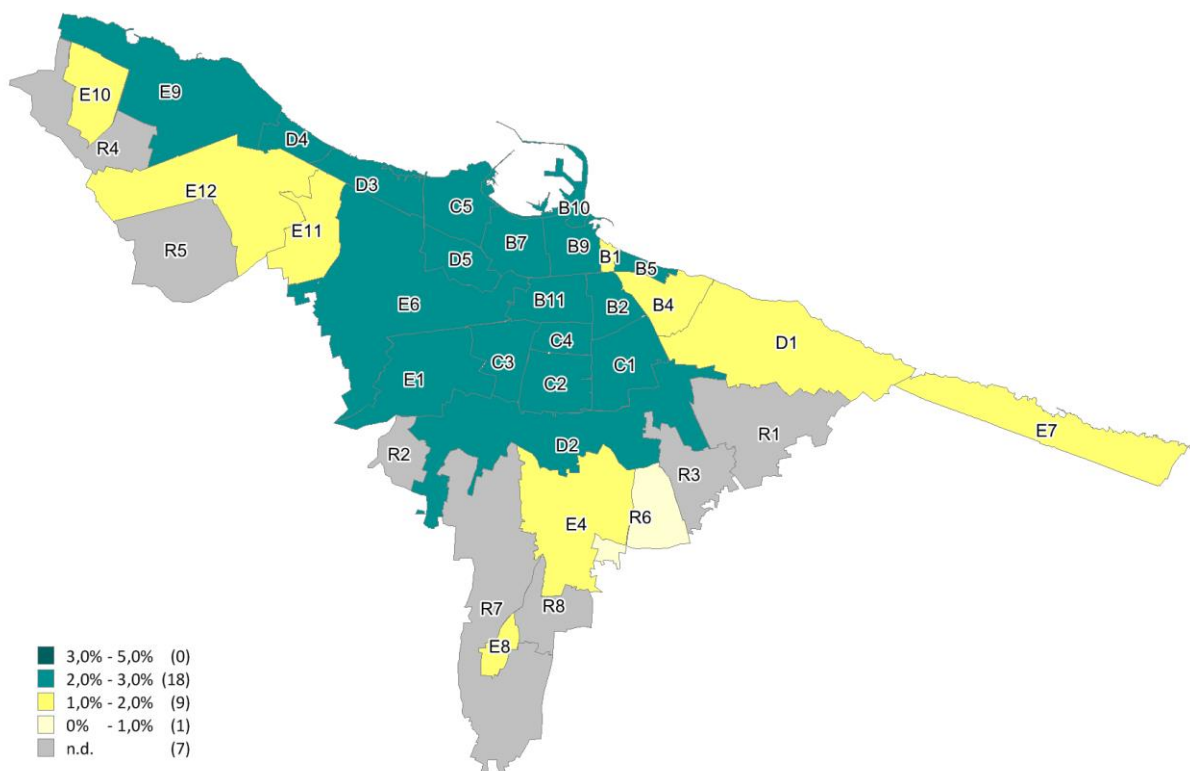 E10
E9
R4
D4
E12
D3
C5
B10
R5
E11
D5
B7
B9
B1
B5
E6
B11
B2
B4
D1
C4
C3
C1
E1
C2
E7
D2
R1
R2
R3
E4
R6
R7
R8
E8
3,0% - 5,0% (0)
2,0% - 3,0% (18)
1,0% - 2,0% (9)
0% - 1,0% (1)
n.d. (7)